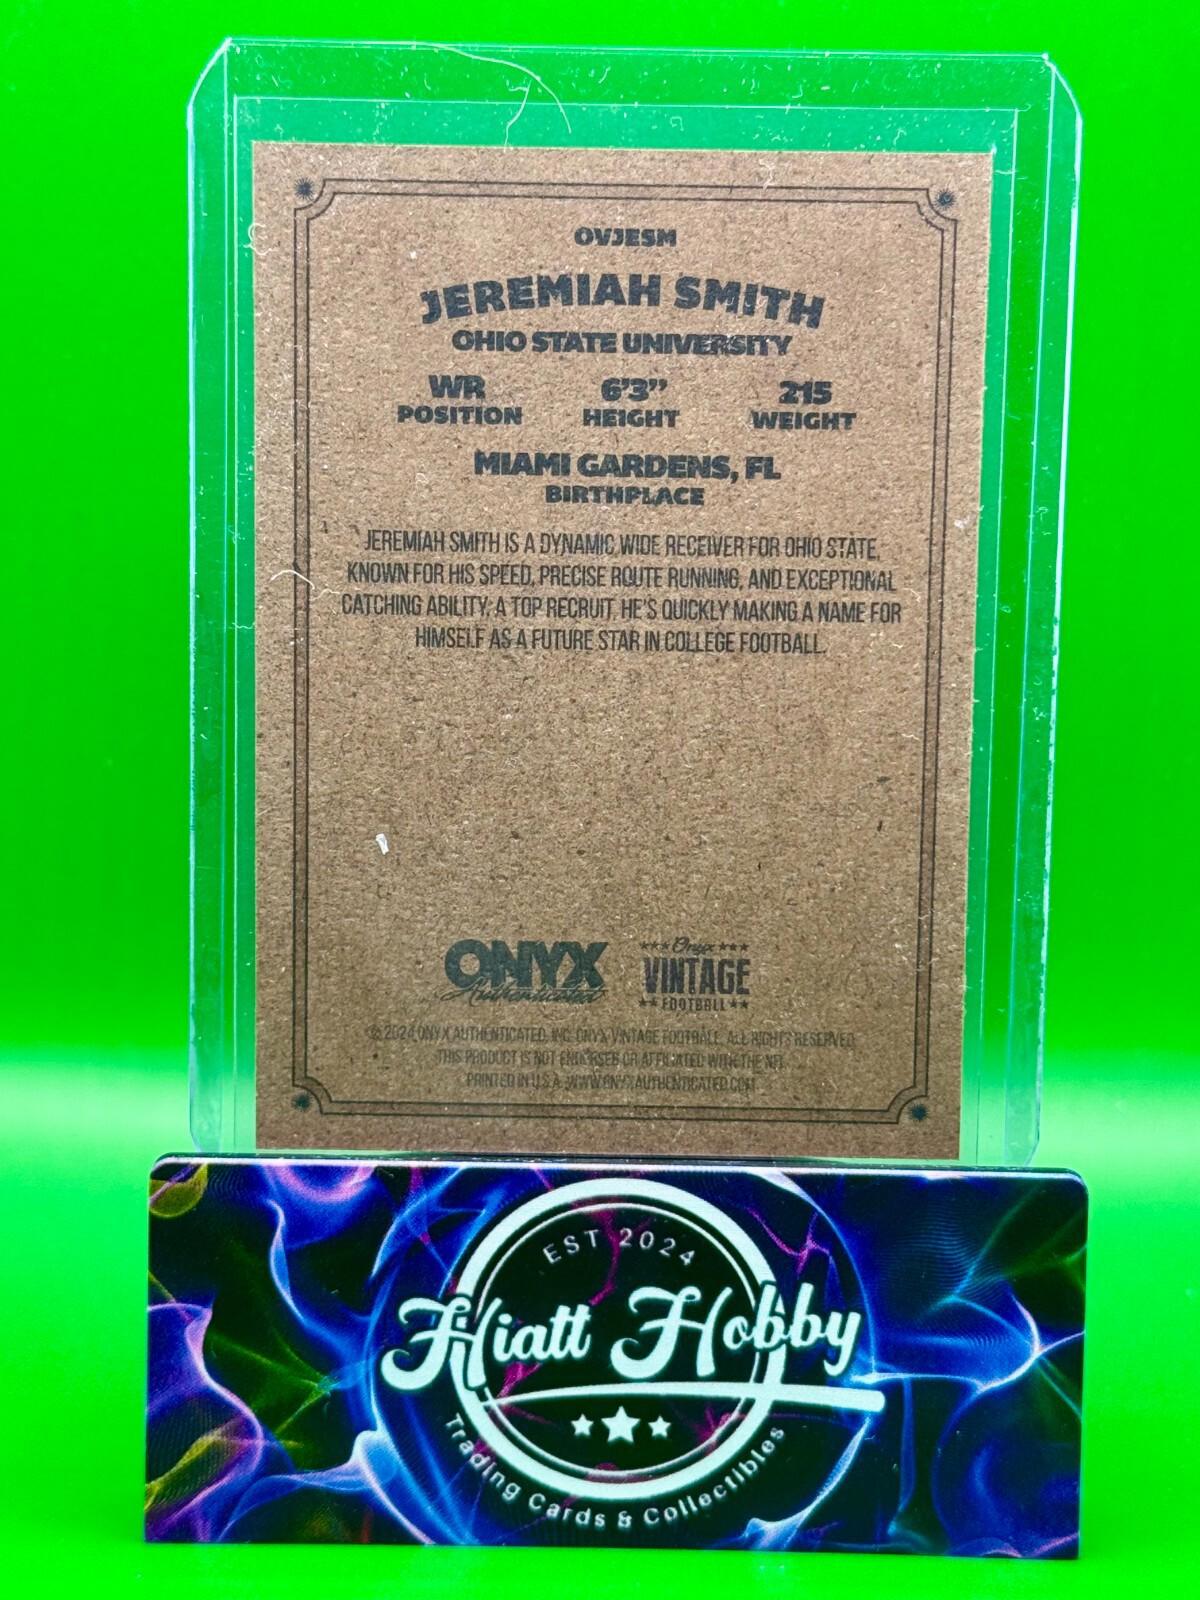 OVJESM
JEREMIAH SMITH
OHIO STATE UNIVERSITY
WR 6'3" 215
POSITION HEIGHT WEIGHT
MIAMI GARDENS, FL
BIRTHPLACE
JEREMIAH SMITH IS A DYNAMIC WIDE RECEIVER FOR OHIO STATE,
KNOWN FOR HIS SPEED, PRECISE ROUTE RUNNING, AND EXCEPTIONAL
CATCHING ABILITY. A TOP RECRUIT, HE'S QUICKLY MAKING A NAME FOR
HIMSELF AS A FUTURE STAR IN COLLEGE FOOTBALL.
ONYX
Authenticated
Onyx
VINTAGE
FOOTBALL
© 2024 ONYX AUTHENTICATED, INC. ONYX VINTAGE FOOTBALL. ALL RIGHTS RESERVED.
THIS PRODUCT IS NOT ENDORSED OR AFFILIATED WITH THE NFL.
PRINTED IN U.S.A. WWW.ONYXAUTHENTICATED.COM
EST 2024
Hiatt Hobby
Trading Cards & Collectibles